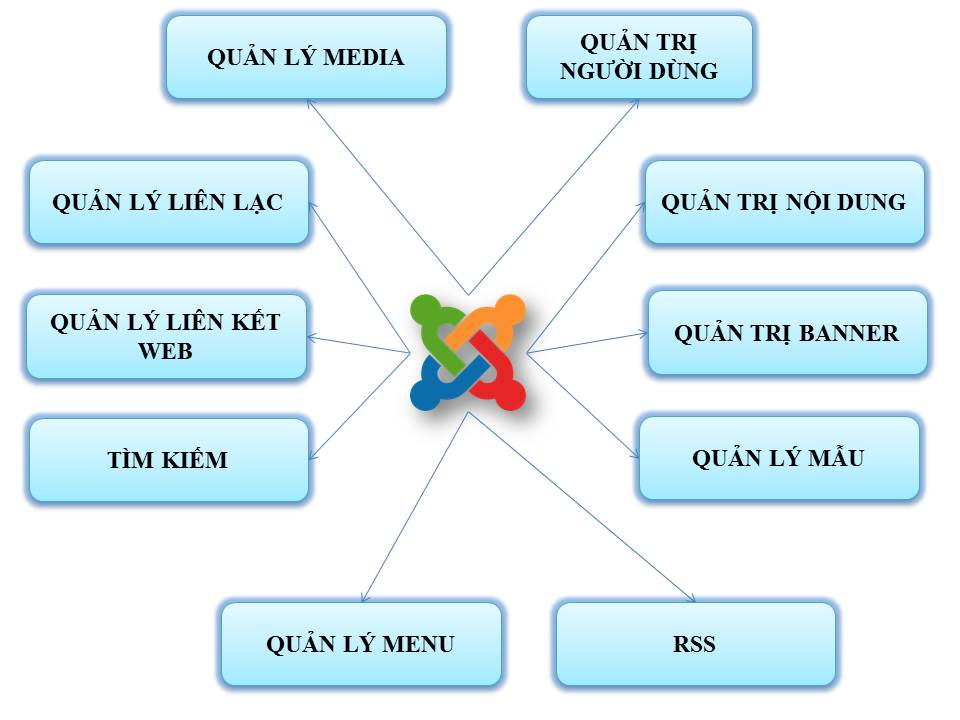 QUẢN LÝ MEDIA
QUẢN TRỊ
NGƯỜI DÙNG
QUẢN LÝ LIÊN LẠC
QUẢN TRỊ NỘI DUNG
QUẢN LÝ LIÊN KẾT
WEB
QUẢN TRỊ BANNER
TÌM KIẾM
QUẢN LÝ MẪU
QUẢN LÝ MENU
RSS